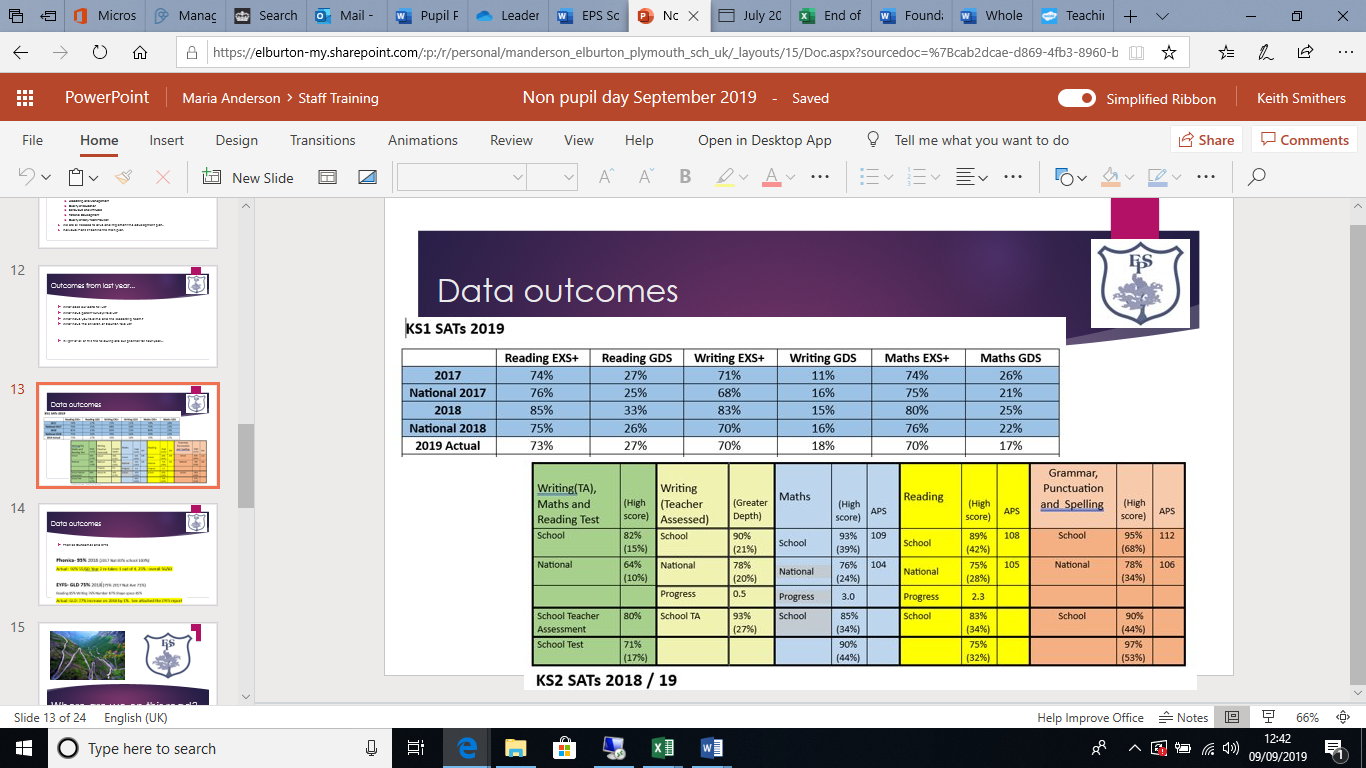 Micros
Manag
Search
Mail -
Pupil F
Leader
EPS Sc
Nc
July 20
End of
Founda
Whole
Teachin
https://elburton-my.sharepoint.com/:p:/r/personal/manderson_elburton_plymouth_sch_uk/_layouts/15/Doc.aspx?sourcedoc=%7Bcab2dcae-d869-4fb3-8960-b
PowerPoint Maria Anderson > Staff Training Non pupil day September 2019 - Saved Simplified Ribbon Keith Smithers
File Home Insert Design Transitions Animations Review View Help Open in Desktop App Tell me what you want to do Share Comments
New Slide
12
Outcomes from last year...
13
Data outcomes
14
Data outcomes
Phonics- 95% 2018
EYFS- GLD 75% 2018
15
EPS
Data outcomes
KS1 SATs 2019
Reading EXS+ Reading GDS Writing EXS+ Writing GDS Maths EXS+ Maths GDS
2017 74% 27% 71% 11% 74% 26%
National 2017 76% 25% 68% 16% 75% 21%
2018 85% 33% 83% 15% 80% 25%
National 2018 75% 26% 70% 16% 76% 22%
2019 Actual 73% 27% 70% 18% 70% 17%
Writing(TA), Maths and Reading Test (High score) Writing (Teacher Assessed) (Greater Depth) Maths (High score) APS Reading (High score) APS Grammar, Punctuation and Spelling (High score) APS
School 82% (15%) School 90% (21%) School 93% (39%) 109 School 89% (42%) 108 School 95% (68%) 112
National 64% (10%) National 78% (20%) National 76% (24%) 104 National 75% (28%) 105 National 78% (34%) 106
Progress 0.5 Progress 3.0 Progress 2.3
School Teacher Assessment 80% School TA 93% (27%) School 85% (34%) School 83% (34%) School 90% (44%)
School Test 71% (17%) 90% (44%) 75% (32%) 97% (53%)
KS2 SATs 2018 / 19
Slide 13 of 24 English (UK) Help Improve Office Notes 66%
Type here to search
12:42
09/09/2019
1